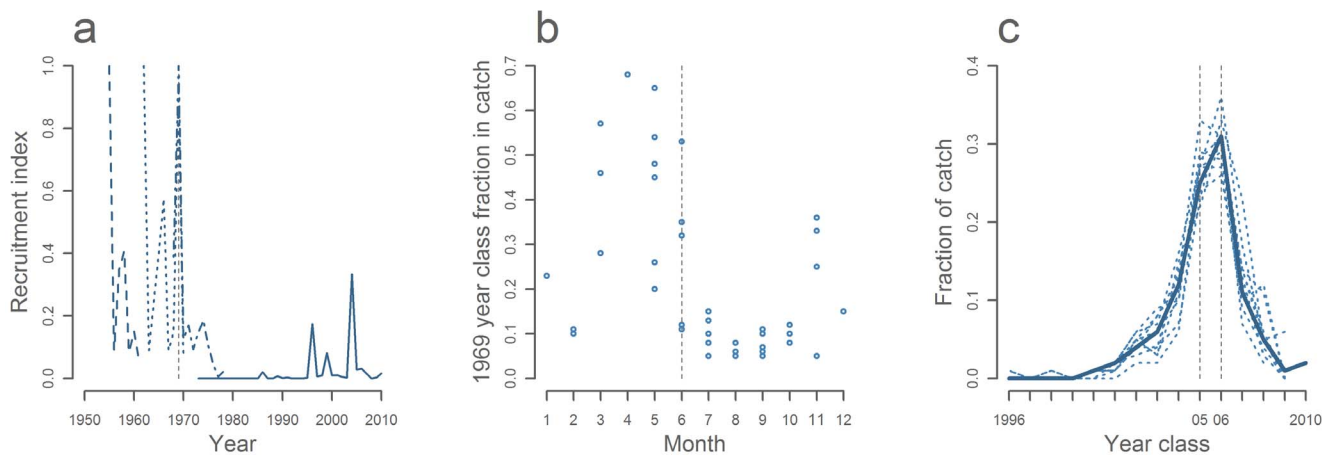 a
Recruitment index
1.0
0.8
0.6
0.4
0.2
0.0
1950 1960 1970 1980 1990 2000 2010
Year
b
1969 year class fraction in catch
0.7
0.6
0.5
0.4
0.3
0.2
0.1
0.0
1 2 3 4 5 6 7 8 9 10 11 12
Month
c
Fraction of catch
0.4
0.3
0.2
0.1
0.0
1996 05 06 2010
Year class